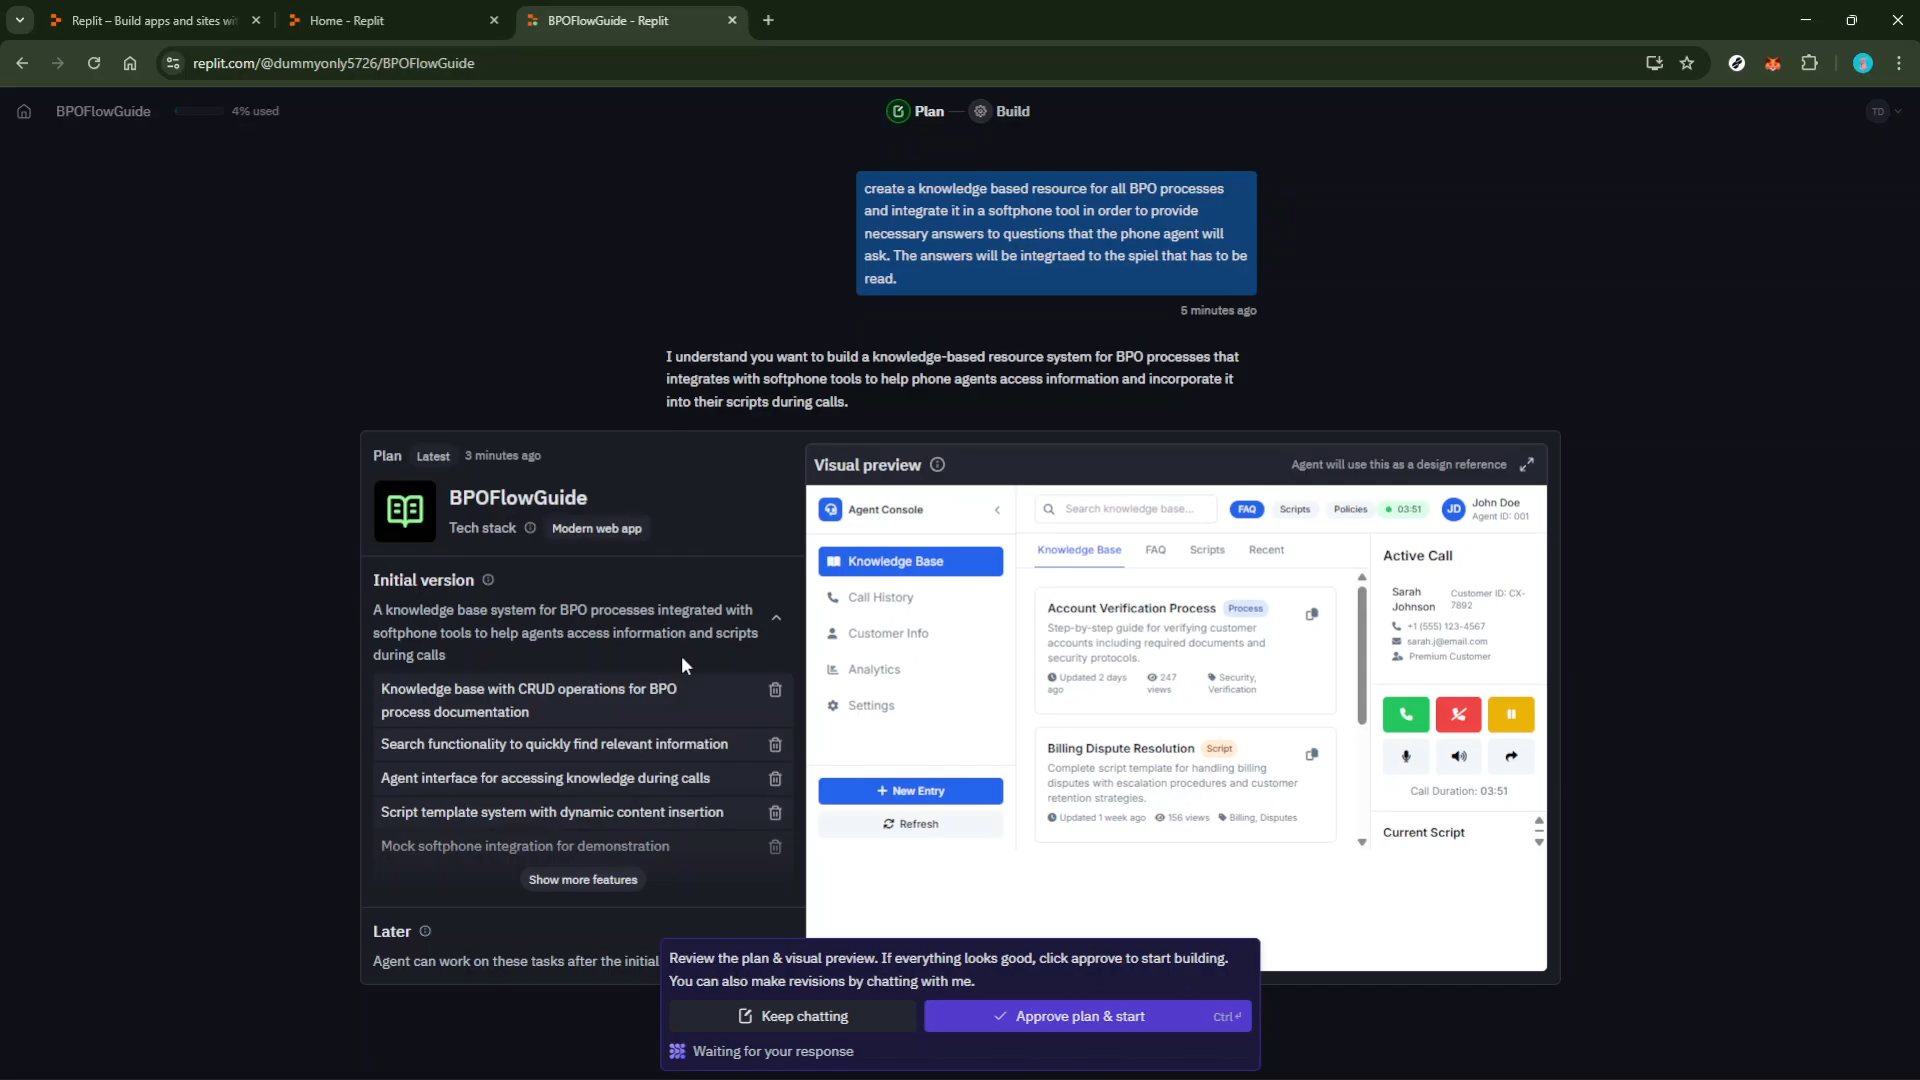 Replit – Build apps and sites wi
Home - Replit
BPOFlowGuide - Replit
replit.com/@dummyonly5726/BPOFlowGuide
BPOFlowGuide
4% used
Plan
Build
TD
create a knowledge based resource for all BPO processes
and integrate it in a softphone tool in order to provide
necessary answers to questions that the phone agent will
ask. The answers will be integrtaed to the spiel that has to be
read.
5 minutes ago
I understand you want to build a knowledge-based resource system for BPO processes that
integrates with softphone tools to help phone agents access information and incorporate it
into their scripts during calls.
Plan Latest 3 minutes ago
BPOFlowGuide
Tech stack Modern web app
Initial version
A knowledge base system for BPO processes integrated with
softphone tools to help agents access information and scripts
during calls
Knowledge base with CRUD operations for BPO
process documentation
Search functionality to quickly find relevant information
Agent interface for accessing knowledge during calls
Script template system with dynamic content insertion
Mock softphone integration for demonstration
Show more features
Later
Agent can work on these tasks after the initial
Visual preview
Agent will use this as a design reference
Agent Console
Knowledge Base
Call History
Customer Info
Analytics
Settings
+ New Entry
Refresh
Search knowledge base...
FAQ
Scripts
Policies
03:51
JD
John Doe
Agent ID: 001
Knowledge Base
FAQ
Scripts
Recent
Account Verification Process Process
Step-by-step guide for verifying customer
accounts including required documents and
security protocols.
Updated 2 days
ago
247
views
Security,
Verification
Billing Dispute Resolution Script
Complete script template for handling billing
disputes with escalation procedures and customer
retention strategies.
Updated 1 week ago 156 views Billing, Disputes
Active Call
Sarah
Johnson
Customer ID: CX-
7892
+1 (555) 123-4567
sarah.j@email.com
Premium Customer
Call Duration: 03:51
Current Script
Review the plan & visual preview. If everything looks good, click approve to start building.
You can also make revisions by chatting with me.
Keep chatting
Approve plan & start
Ctrl↵
Waiting for your response